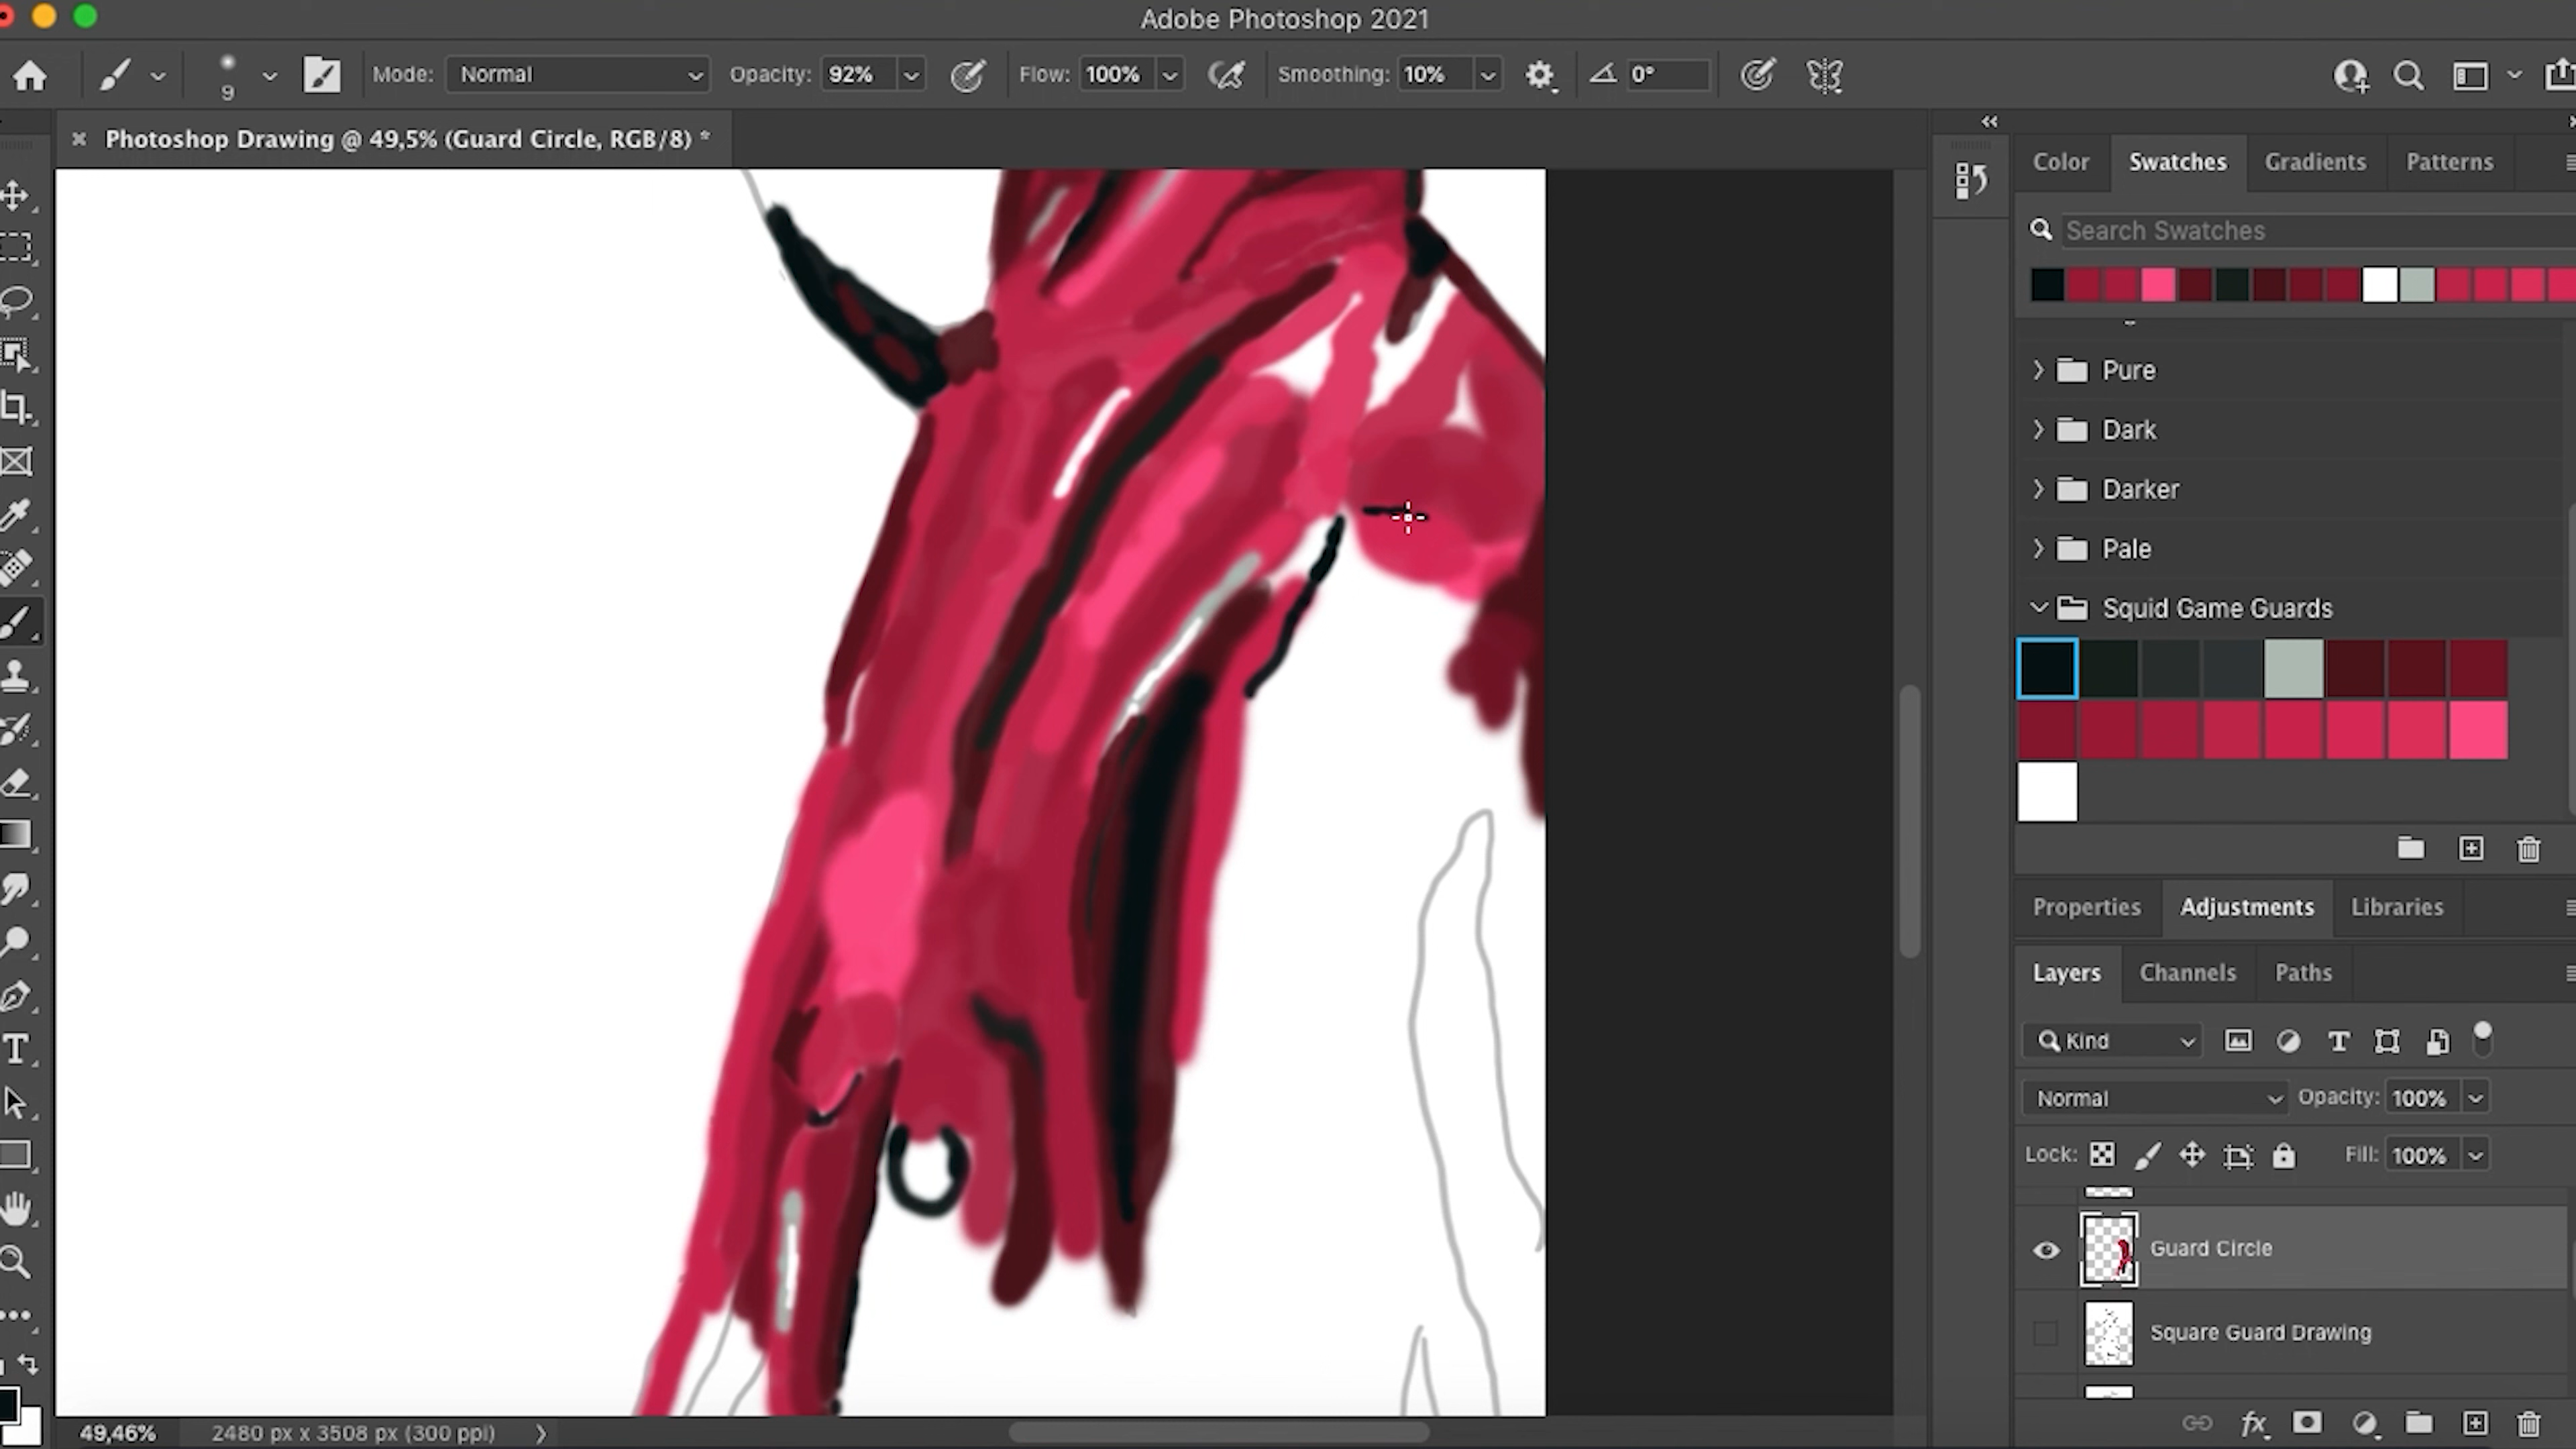 Adobe Photoshop 2021
9
Mode: Normal Opacity: 92% Flow: 100% Smoothing: 10% 0°
Photoshop Drawing @ 49,5% (Guard Circle, RGB/8) *
Color Swatches Gradients Patterns
Search Swatches
Pure
Dark
Darker
Pale
Squid Game Guards
Properties Adjustments Libraries
Layers Channels Paths
Kind
Normal Opacity: 100%
Lock: Fill: 100%
Guard Circle
Square Guard Drawing
fx
49,46% 2480 px x 3508 px (300 ppi)